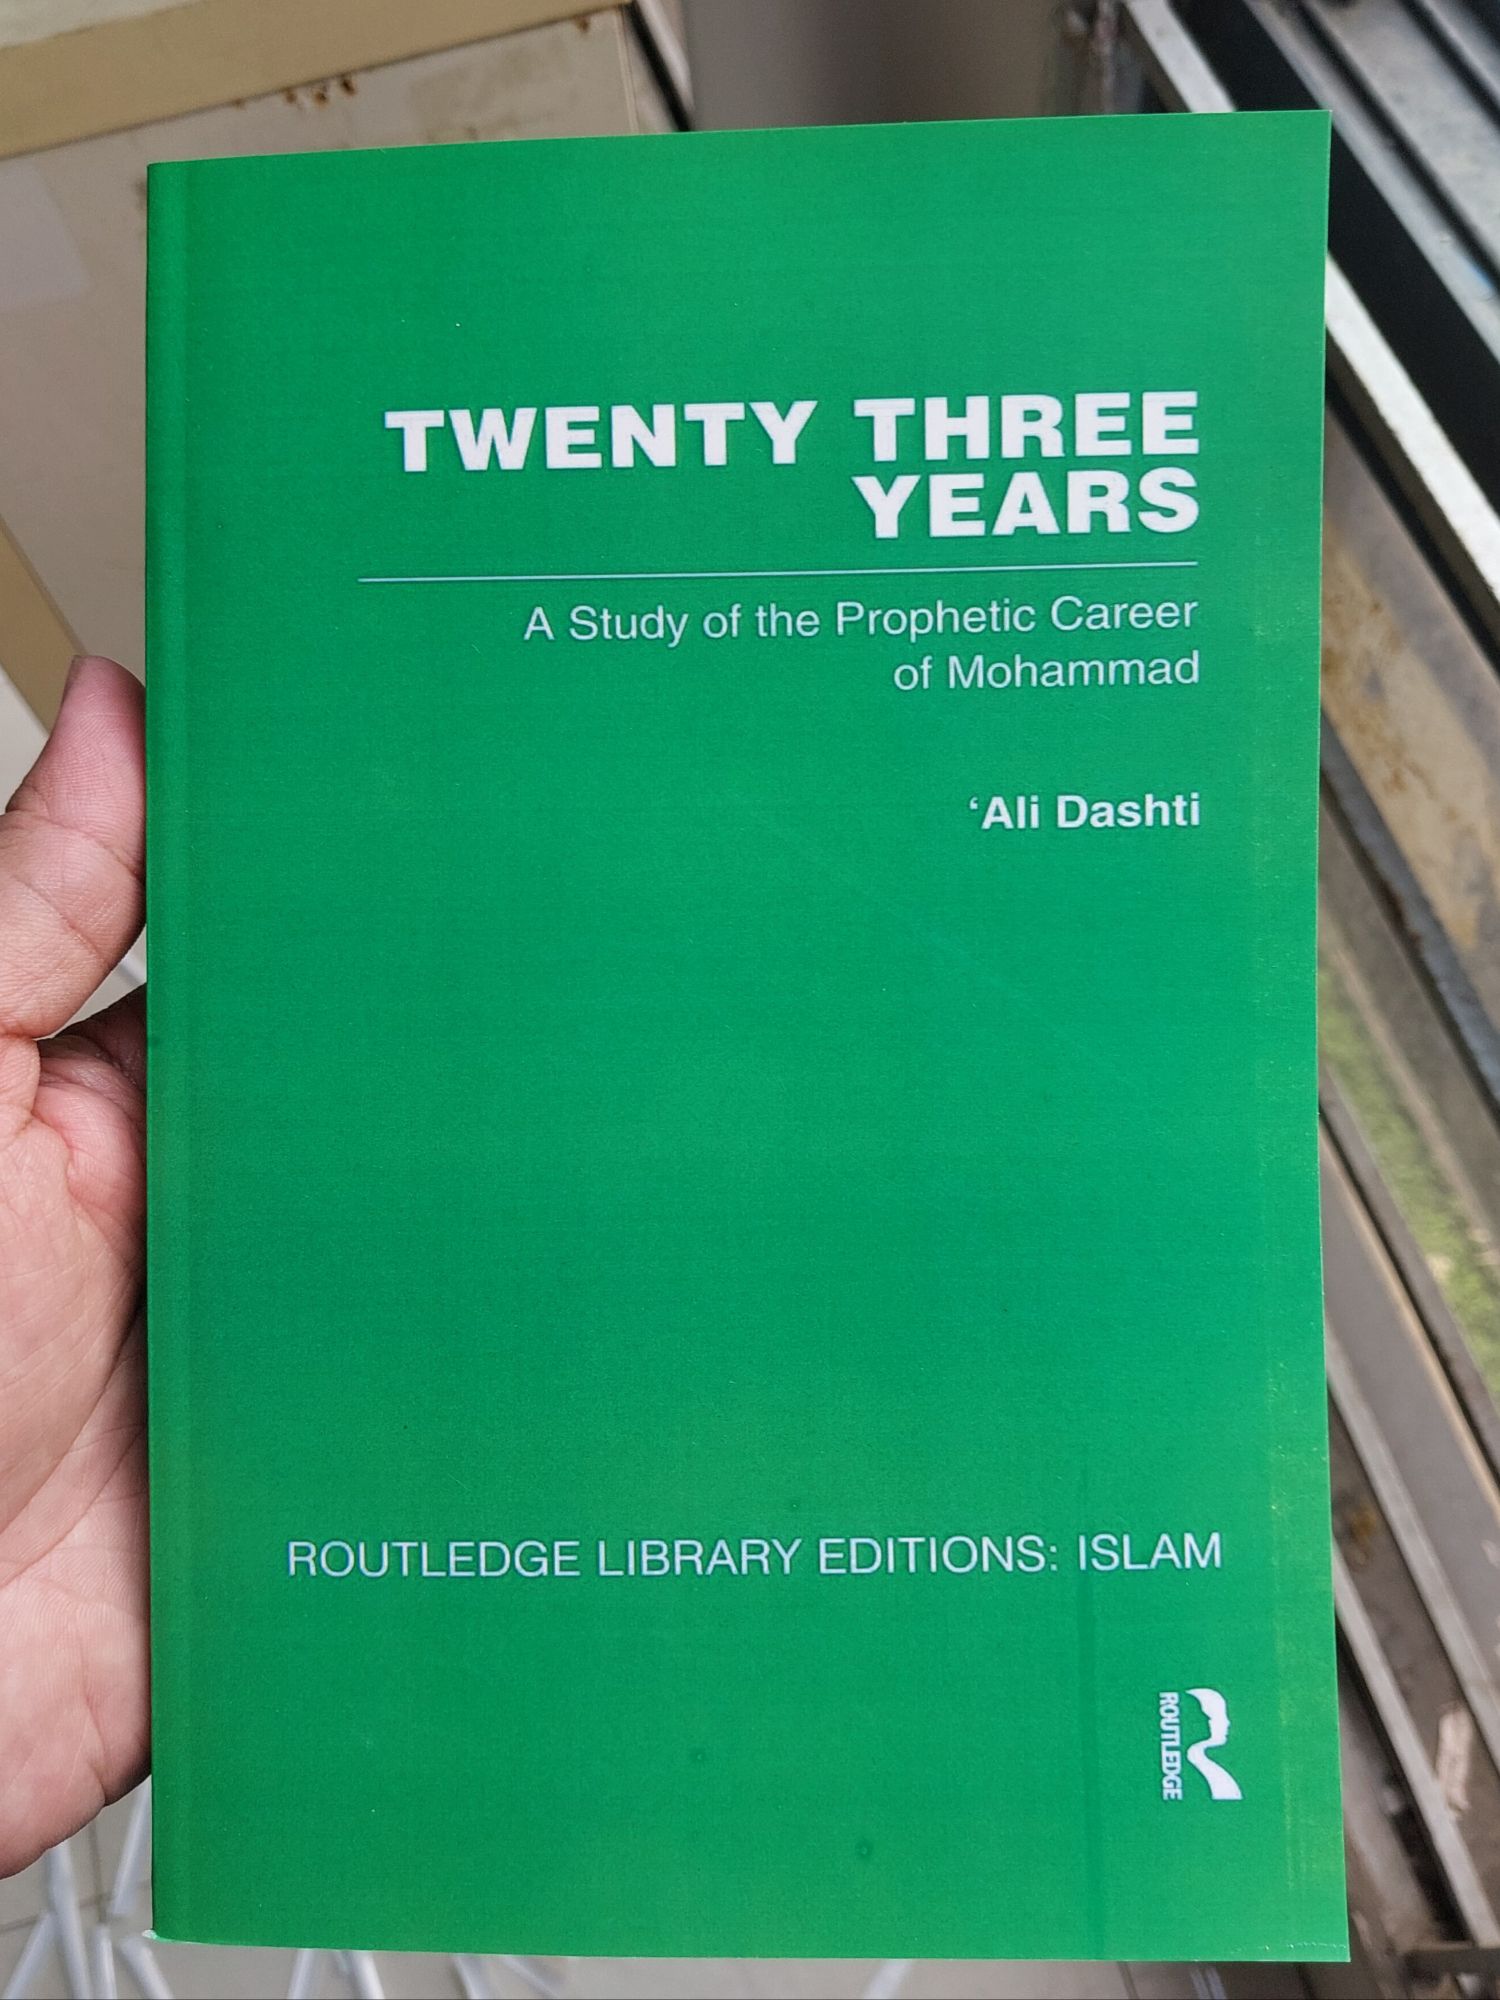 TWENTY THREE
YEARS
A Study of the Prophetic Career
of Mohammad
‘Ali Dashti
ROUTLEDGE LIBRARY EDITIONS: ISLAM
ROUTLEDGE